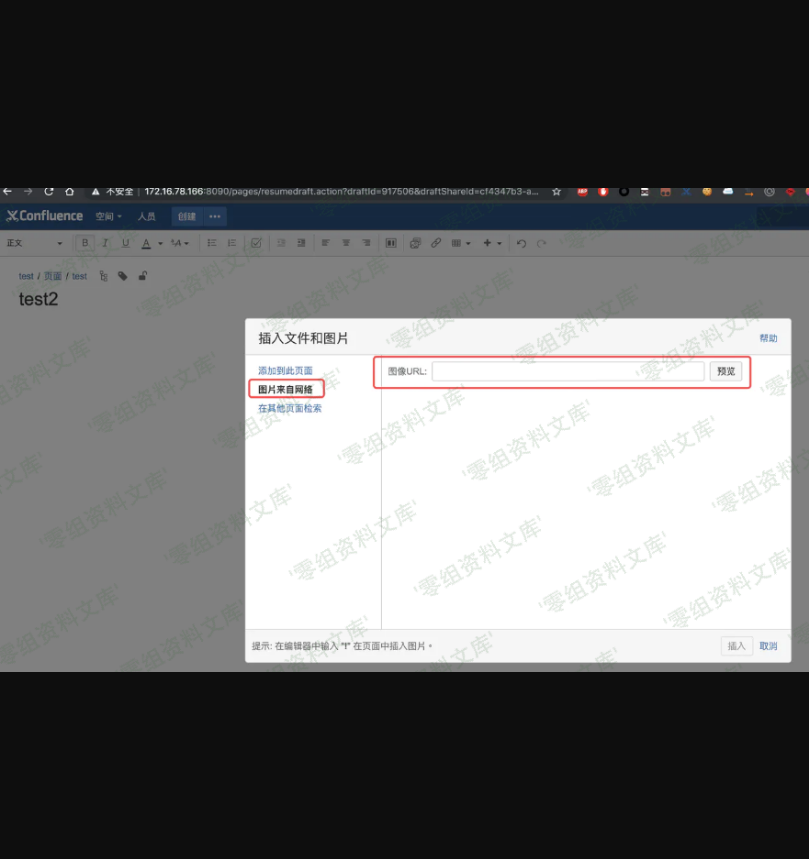 不安全 | 172.16.78.166:8090/pages/resumedraft.action?draftId=917506&draftShareId=cf4347b3-a...
Confluence 空间 人员 创建 •••
正文 B I U A
test / 页面 / test
test2
插入文件和图片 帮助
添加到此页面
图片来自网络
在其他页面检索
图像URL: 预览
提示: 在编辑器中输入 "!" 在页面中插入图片。
插入 取消
'零组资料文库'